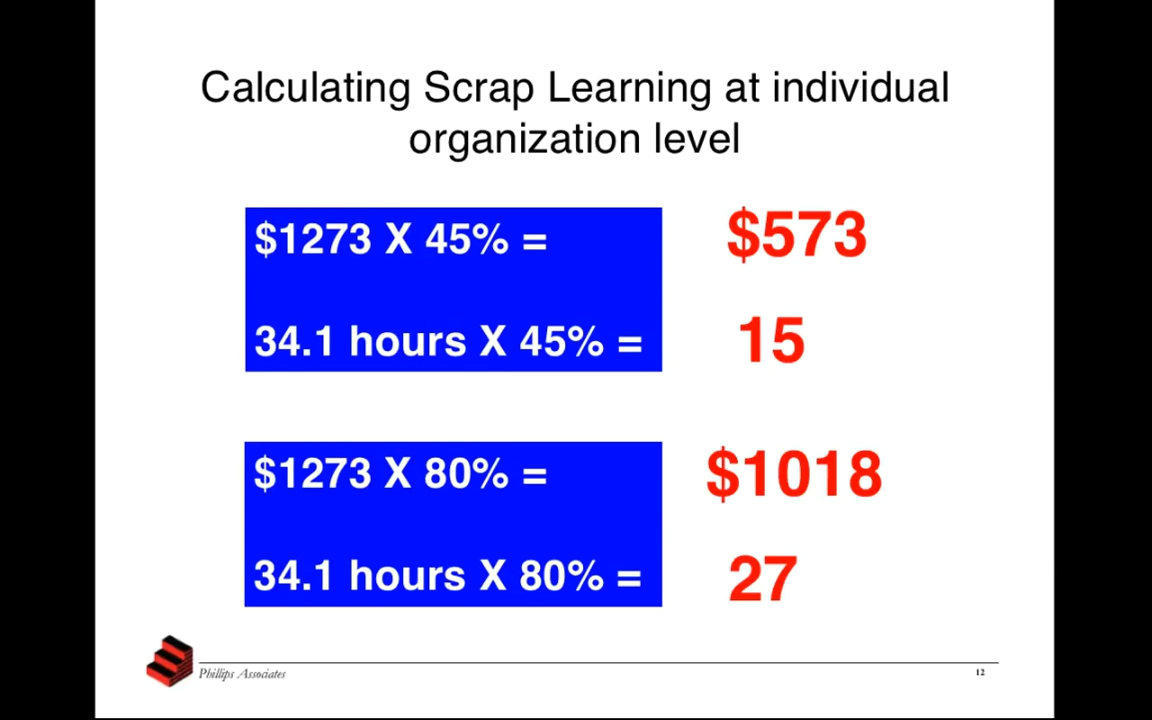 Calculating Scrap Learning at individual
organization level
$1273 X 45% = $573
34.1 hours X 45% = 15
$1273 X 80% = $1018
34.1 hours X 80% = 27
Phillips Associates 12